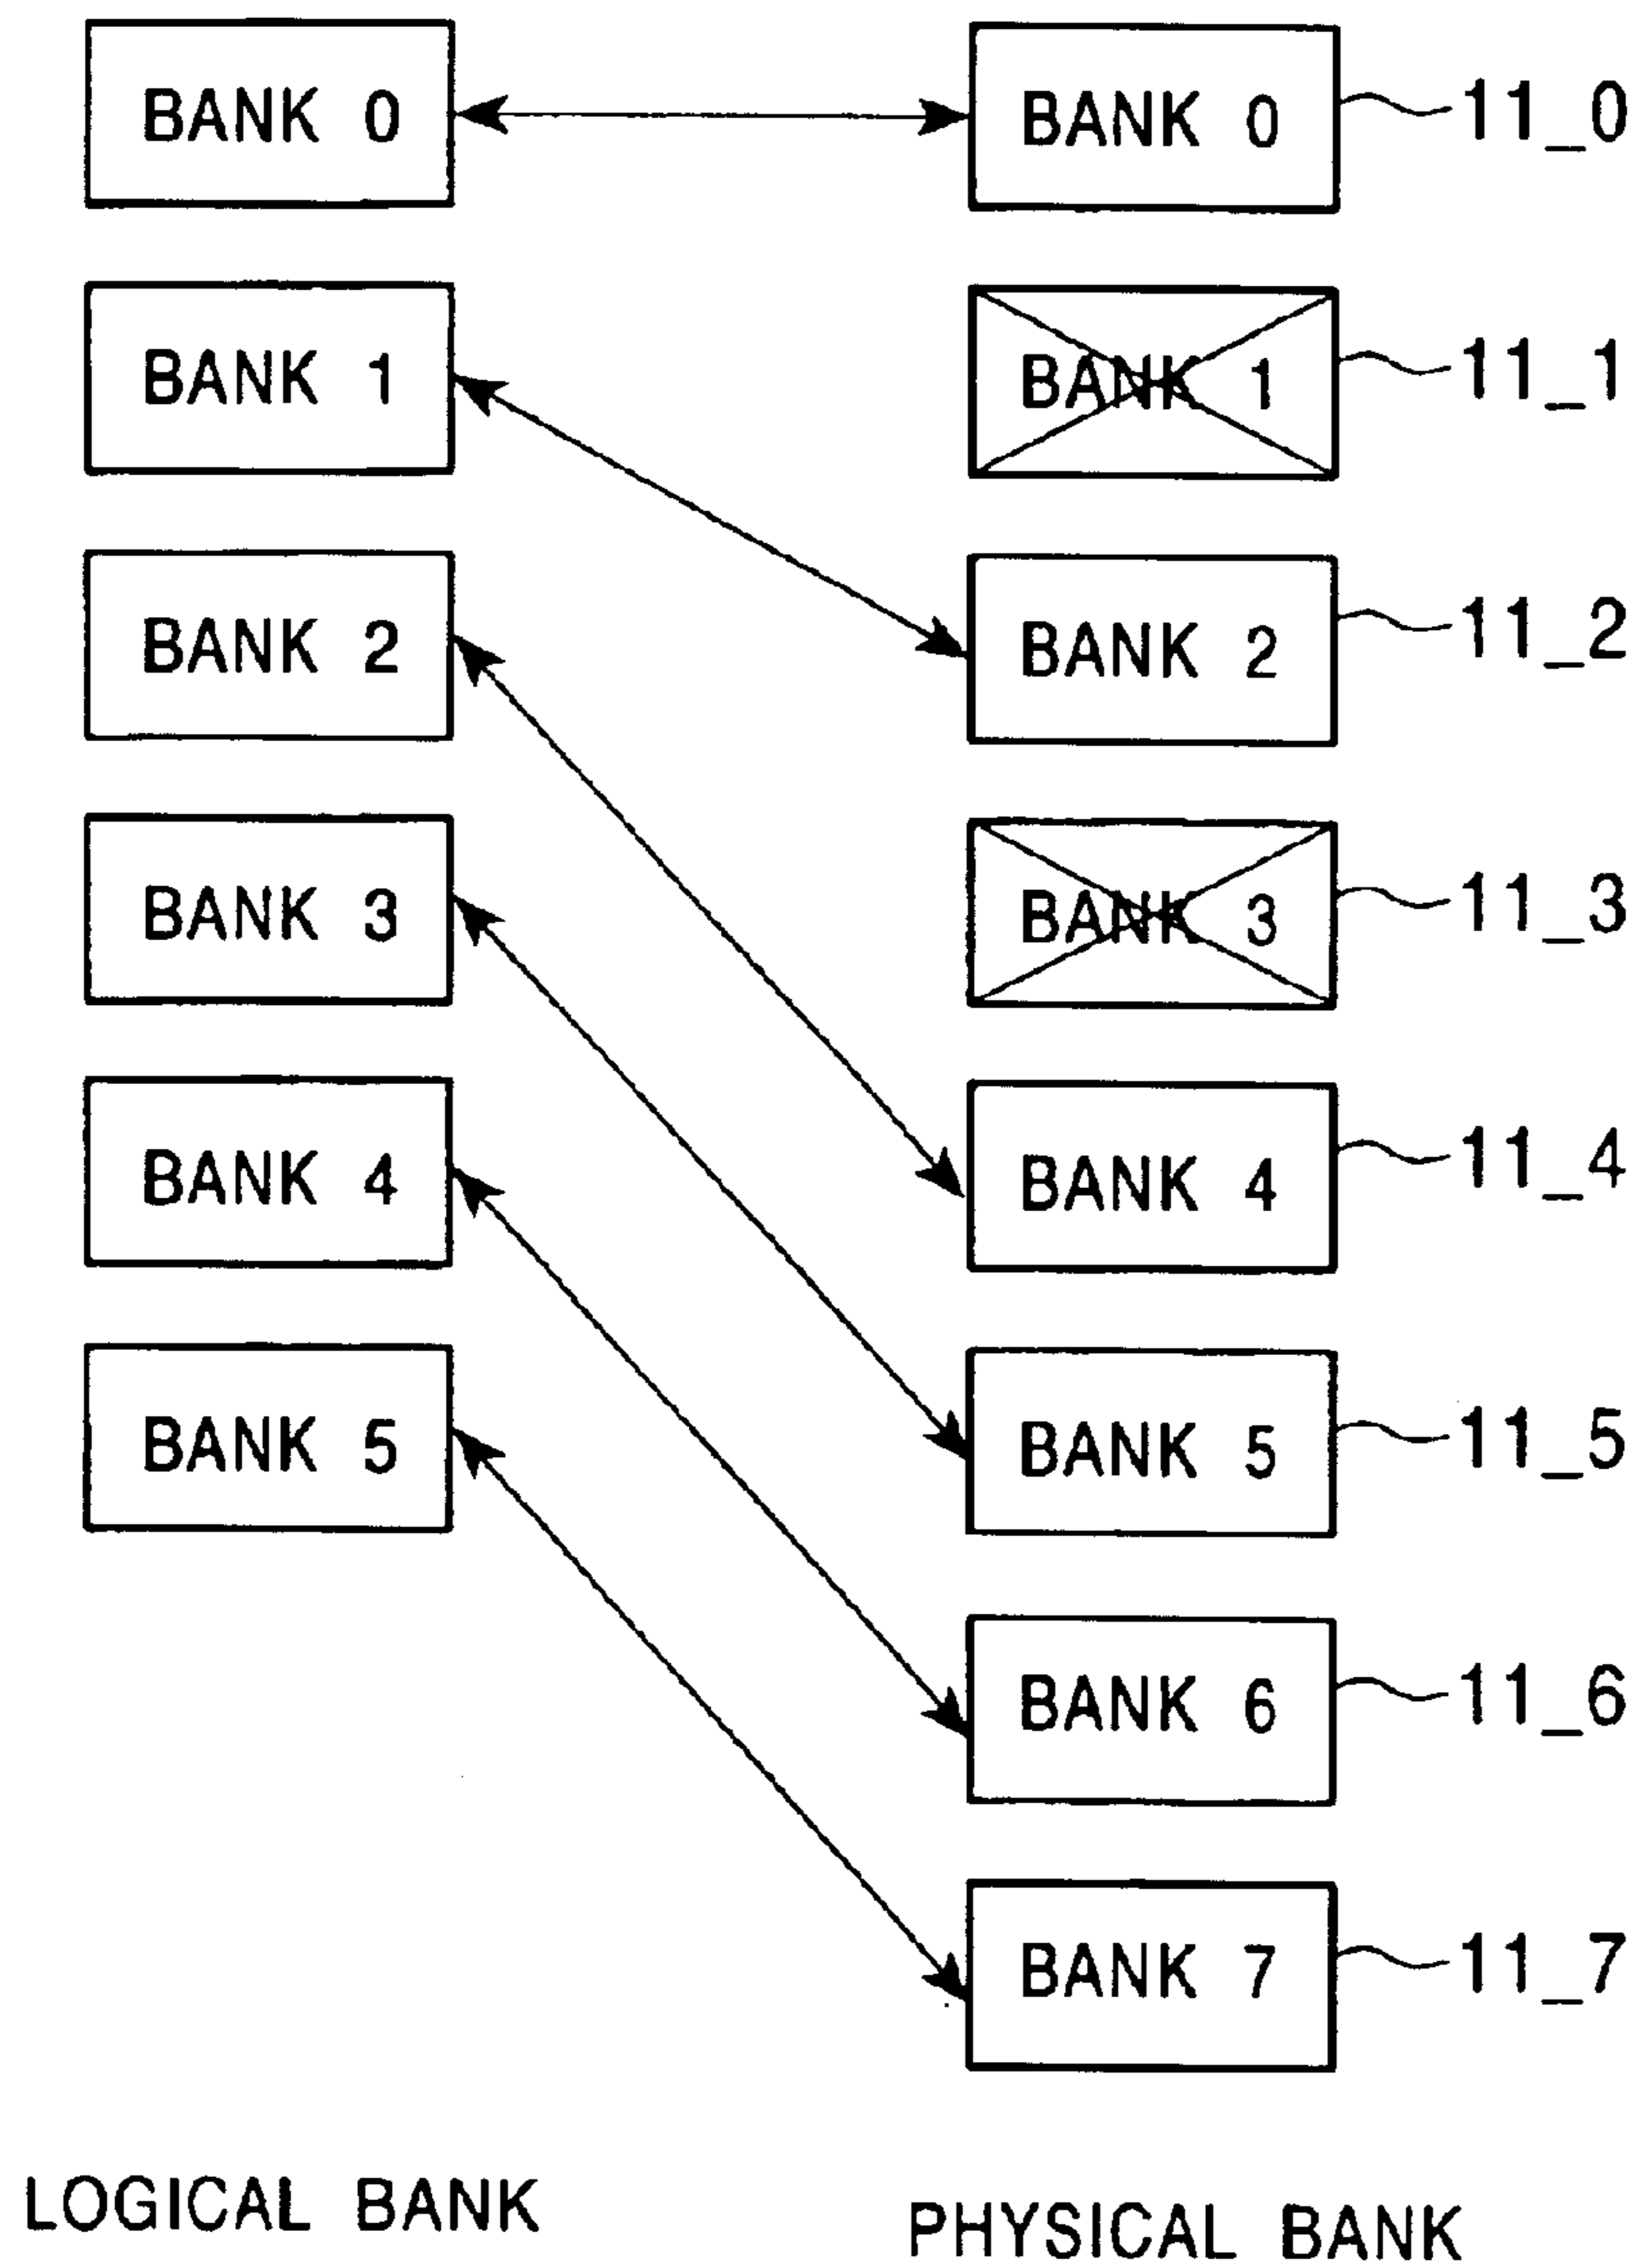 BANK 0 BANK 0 11_0
BANK 1 BANK 1 11_1
BANK 2 BANK 2 11_2
BANK 3 BANK 3 11_3
BANK 4 BANK 4 11_4
BANK 5 BANK 5 11_5
BANK 6 11_6
BANK 7 11_7
LOGICAL BANK PHYSICAL BANK